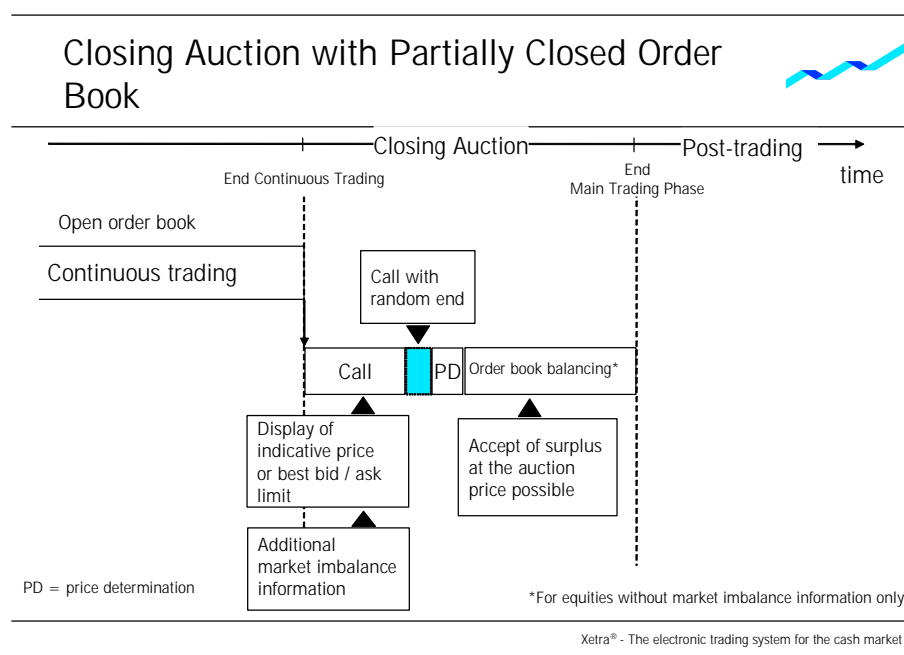 Closing Auction with Partially Closed Order
Book
Closing Auction
Post-trading
time
End Continuous Trading
End
Main Trading Phase
Open order book
Continuous trading
Call with
random end
Call
PD
Order book balancing*
Display of
indicative price
or best bid / ask
limit
Accept of surplus
at the auction
price possible
Additional
market imbalance
information
PD = price determination
*For equities without market imbalance information only
Xetra® - The electronic trading system for the cash market